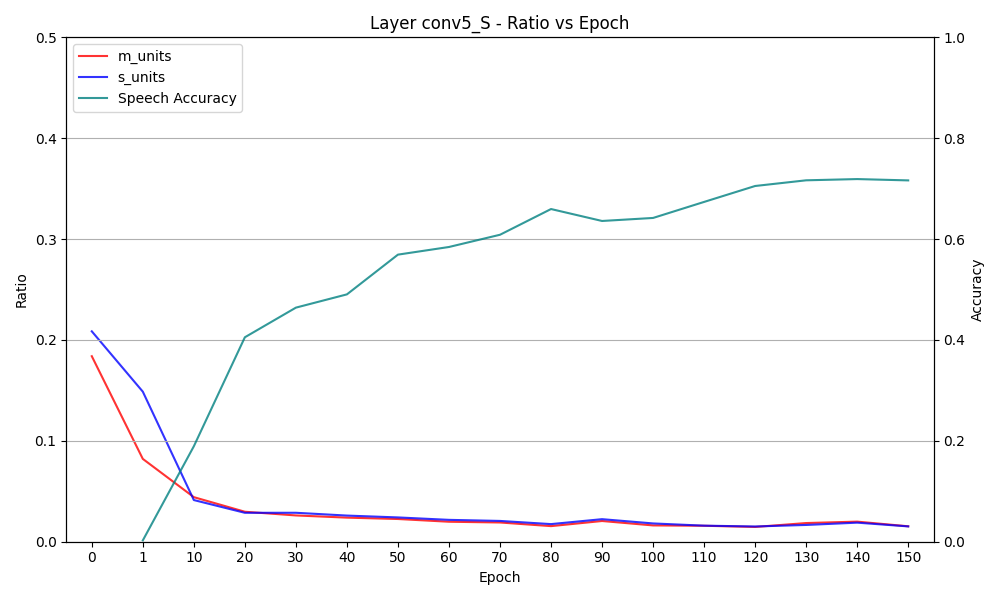 Layer conv5_S - Ratio vs Epoch
m_units
s_units
Speech Accuracy
Ratio
0.5
0.4
0.3
0.2
0.1
0.0
1.0
0.8
0.6
0.4
0.2
0.0
Accuracy
0 1 10 20 30 40 50 60 70 80 90 100 110 120 130 140 150
Epoch